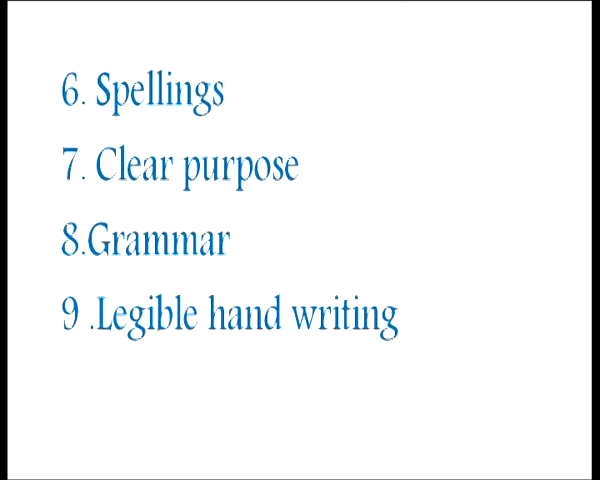 6. Spellings
7. Clear purpose
8.Grammar
9 .Legible hand writing